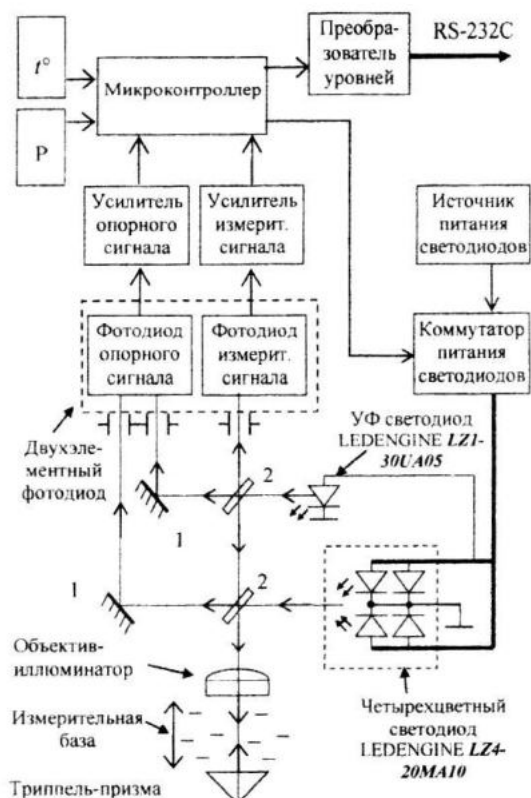 Преобра-
зователь
уровней
RS-232C
t°
Микроконтроллер
P
Усилитель
опорного
сигнала
Усилитель
измерит.
сигнала
Источник
питания
светодиодов
Фотодиод
опорного
сигнала
Фотодиод
измерит.
сигнала
Коммутатор
питания
светодиодов
Двухэле-
ментный
фотодиод
УФ светодиод
LEDENGINE LZ1-
30UA05
2
1
1
2
Объектив-
иллюминатор
Измерительная
база
Триппель-призма
Четырехцветный
светодиод
LEDENGINE LZ4-
20MA10